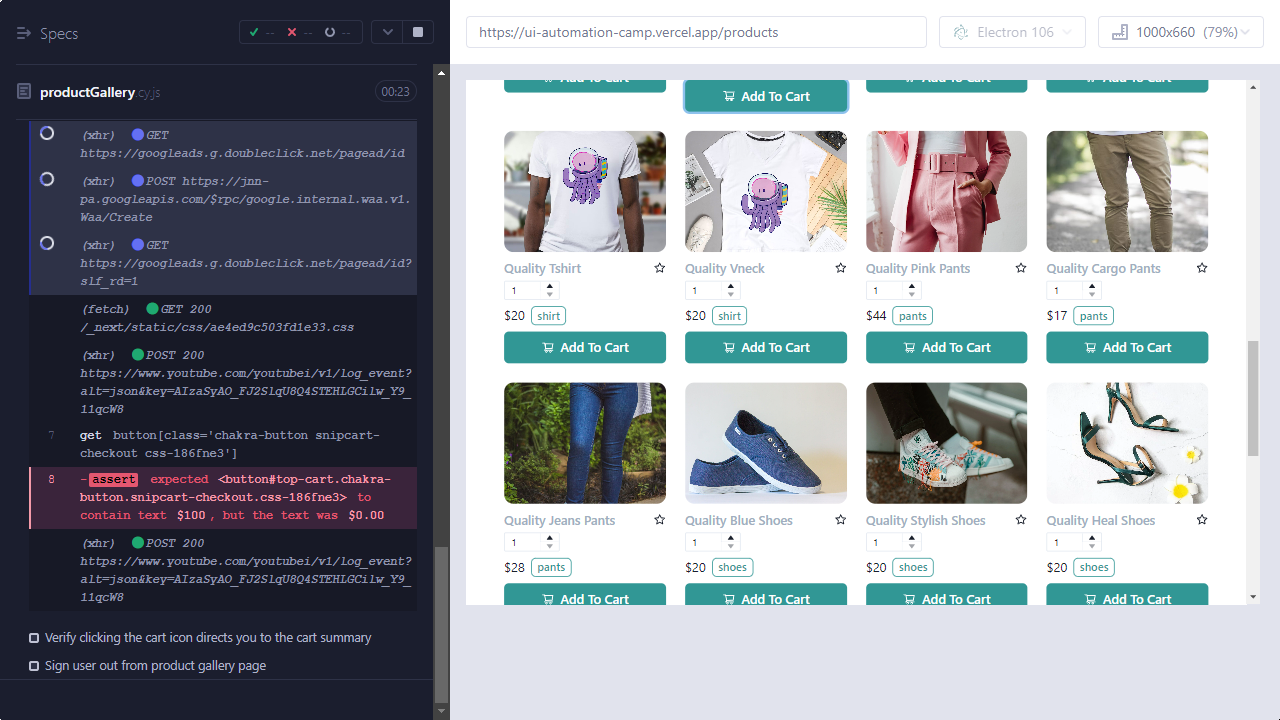 Specs
--
--
--
https://ui-automation-camp.vercel.app/products
Electron 106
1000x660 (79%)
productGallery.cy.js
00:23
(xhr) GET
https://googleads.g.doubleclick.net/pagead/id
(xhr) POST https://jnn-
pa.googleapis.com/$rpc/google.internal.waa.v1.
Waa/Create
(xhr) GET
https://googleads.g.doubleclick.net/pagead/id?
slf_rd=1
(fetch) GET 200
/_next/static/css/ae4ed9c503fd1e33.css
(xhr) POST 200
https://www.youtube.com/youtubei/v1/log_event?
alt=json&key=AIzaSyAO_FJ2SlqU8Q4STEHLGCilw_Y9_
11qcW8
7 get button[class='chakra-button snipcart-
checkout css-186fne3']
8 -assert expected <button#top-cart.chakra-
button.snipcart-checkout.css-186fne3> to
contain text $100, but the text was $0.00
(xhr) POST 200
https://www.youtube.com/youtubei/v1/log_event?
alt=json&key=AIzaSyAO_FJ2SlqU8Q4STEHLGCilw_Y9_
11qcW8
Verify clicking the cart icon directs you to the cart summary
Sign user out from product gallery page
Add To Cart
Add To Cart
Add To Cart
Add To Cart
Quality Tshirt
Quality Vneck
Quality Pink Pants
Quality Cargo Pants
1
1
1
1
$20 shirt
$20 shirt
$44 pants
$17 pants
Add To Cart
Add To Cart
Add To Cart
Add To Cart
Quality Jeans Pants
Quality Blue Shoes
Quality Stylish Shoes
Quality Heal Shoes
1
1
1
1
$28 pants
$20 shoes
$20 shoes
$20 shoes
Add To Cart
Add To Cart
Add To Cart
Add To Cart